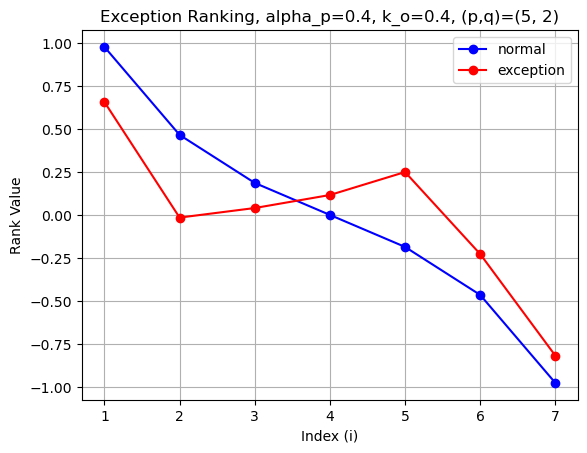 Exception Ranking, alpha_p=0.4, k_o=0.4, (p,q)=(5, 2)
normal
exception
1.00
0.75
0.50
0.25
0.00
−0.25
−0.50
−0.75
−1.00
Rank Value
1 2 3 4 5 6 7
Index (i)